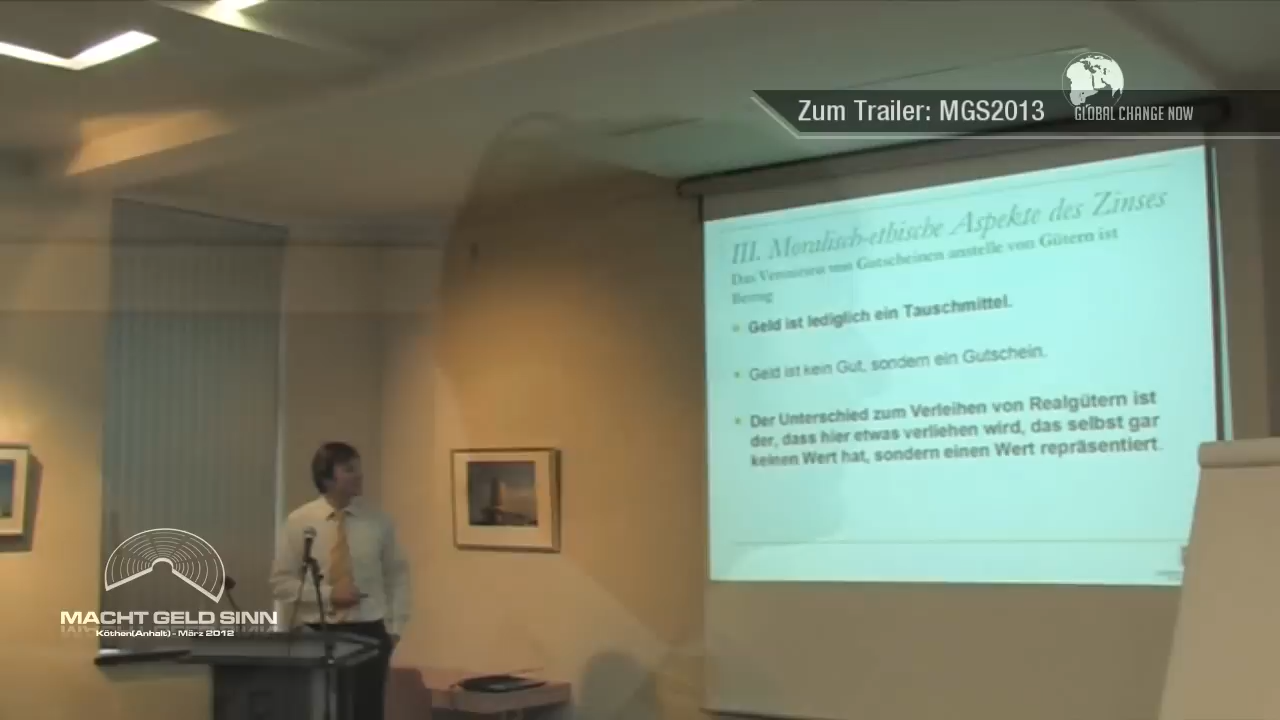 Zum Trailer: MGS2013
GLOBAL CHANGE NOW
III. Moralisch-ethische Aspekte des Zinses
Das von Gutscheinen anstelle von Gütern ist
Betrug
Geld ist lediglich ein Tauschmittel.
Geld ist kein Gut, sondern ein Gutschein.
Der Unterschied zum Verleihen von Realgütern ist
der, dass hier etwas verliehen wird, das selbst gar
keinen Wert hat, sondern einen Wert repräsentiert.
MACHT GELD SINN
Köthen(Anhalt) - März 2012